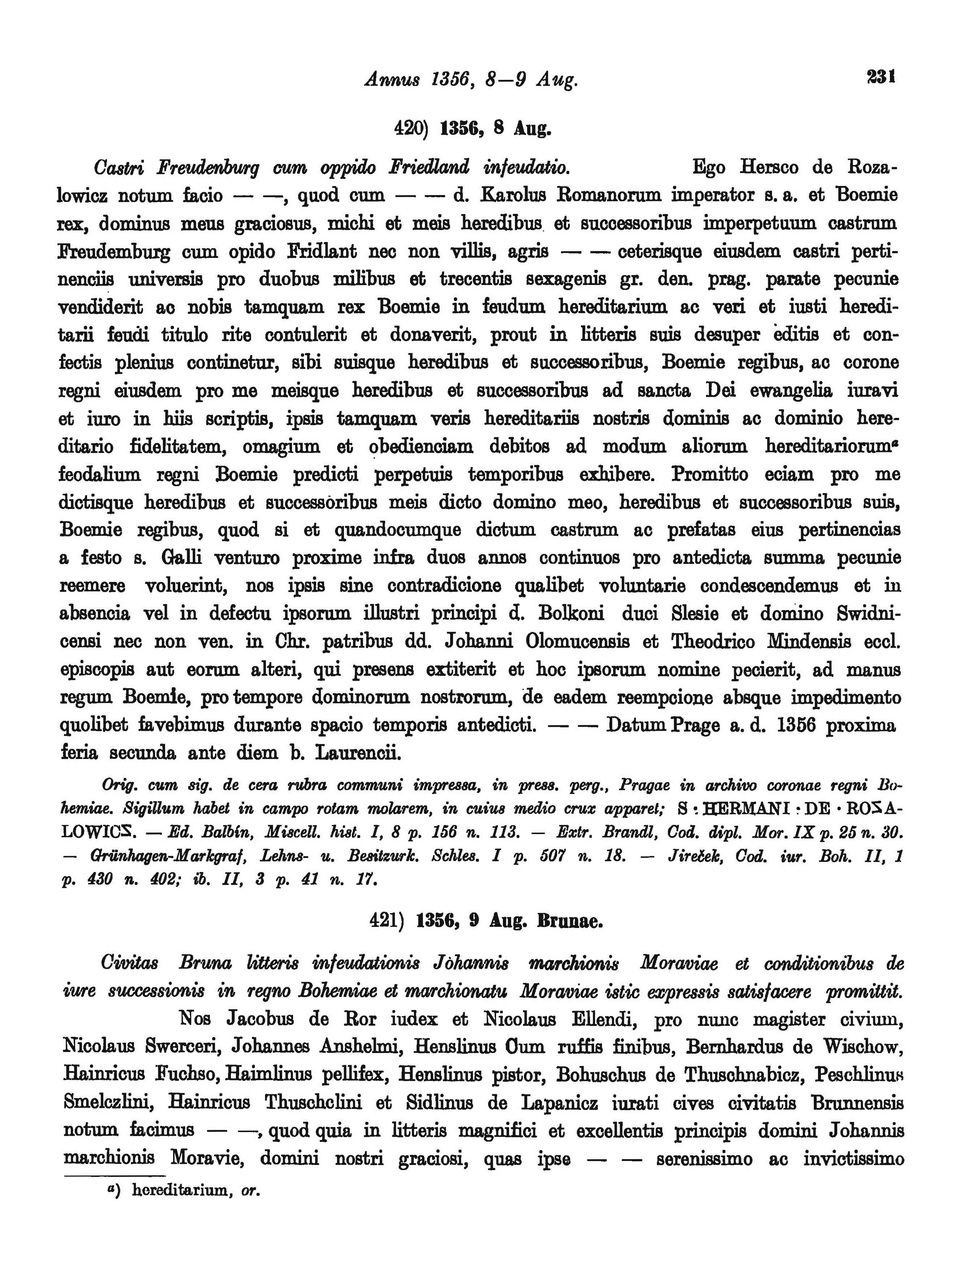 Annus 1356, 8—9 Aug. 231
420) 1356, 8 Aug.
Castri Freudenburg cum oppido Friedland infeudatio. Ego Hersco de Roza-
lowicz notum facio — —, quod cum — — d. Karolus Romanorum imperator s. a. et Boemie
rex, dominus meus graciosus, michi et meis heredibus et successoribus imperpetuum castrum
Freudemburg cum opido Fridlant nec non villis, agris — — ceterisque eiusdem castri perti-
nenciis universis pro duobus milibus et trecentis sexagenis gr. den. prag. parate pecunie
vendiderit ac nobis tamquam rex Boemie in feudum hereditarium ac veri et iusti heredi-
tarii feudi titulo rite contulerit et donaverit, prout in litteris suis desuper editis et con-
fectis plenius continetur, sibi suisque heredibus et successoribus, Boemie regibus, ac corone
regni eiusdem pro me meisque heredibus et successoribus ad sancta Dei ewangelia iuravi
et iuro in hiis scriptis, ipsis tamquam veris hereditariis nostris dominis ac dominio here-
ditario fidelitatem, omagium et obedienciam debitos ad modum aliorum hereditariorumᵃ
feodalium regni Boemie predicti perpetuis temporibus exhibere. Promitto eciam pro me
dictisque heredibus et successoribus meis dicto domino meo, heredibus et successoribus suis,
Boemie regibus, quod si et quandocumque dictum castrum ac prefatas eius pertinencias
a festo s. Galli venturo proxime infra duos annos continuos pro antedicta summa pecunie
reemere voluerint, nos ipsis sine contradicione qualibet voluntarie condescendemus et in
absencia vel in defectu ipsorum illustri principi d. Bolkoni duci Slesie et domino Swidni-
censi nec non ven. in Chr. patribus dd. Johanni Olomucensis et Theodrico Mindensis eccl.
episcopis aut eorum alteri, qui presens extiterit et hoc ipsorum nomine pecierit, ad manus
regum Boemie, pro tempore dominorum nostrorum, de eadem reempcione absque impedimento
quolibet favebimus durante spacio temporis antedicti. — — Datum Prage a. d. 1356 proxima
feria secunda ante diem b. Laurencii.
Orig. cum sig. de cera rubra communi impressa, in press. perg., Pragae in archivo coronae regni Bo-
hemiae. Sigillum habet in campo rotam molarem, in cuius medio crux apparet; S : HERMANI : DE · ROZA-
LOWICZ. — Ed. Balbín, Miscell. hist. I, 8 p. 156 n. 113. — Extr. Brandl, Cod. dipl. Mor. IX p. 25 n. 30.
— Grünhagen-Markgraf, Lehns- u. Besitzurk. Schles. I p. 507 n. 18. — Jireček, Cod. iur. Boh. II, 1
p. 430 n. 402; ib. II, 3 p. 41 n. 17.
421) 1356, 9 Aug. Brunae.
Civitas Bruna litteris infeudationis Johannis marchionis Moraviae et conditionibus de
iure successionis in regno Bohemiae et marchionatu Moraviae istic expressis satisfacere promittit.
Nos Jacobus de Ror iudex et Nicolaus Ellendi, pro nunc magister civium,
Nicolaus Swerceri, Johannes Anshelmi, Henslinus Cum ruffis finibus, Bernhardus de Wischow,
Hainricus Fuchso, Haimlinus pellifex, Henslinus pistor, Bohuschus de Thuschnabicz, Peschlinus
Smelczlini, Hainricus Thuschclini et Sidlinus de Lapanicz iurati cives civitatis Brunnensis
notum facimus — —, quod quia in litteris magnifici et excellentis principis domini Johannis
marchionis Moravie, domini nostri graciosi, quas ipse — — serenissimo ac invictissimo
ᵃ) hereditarium, or.